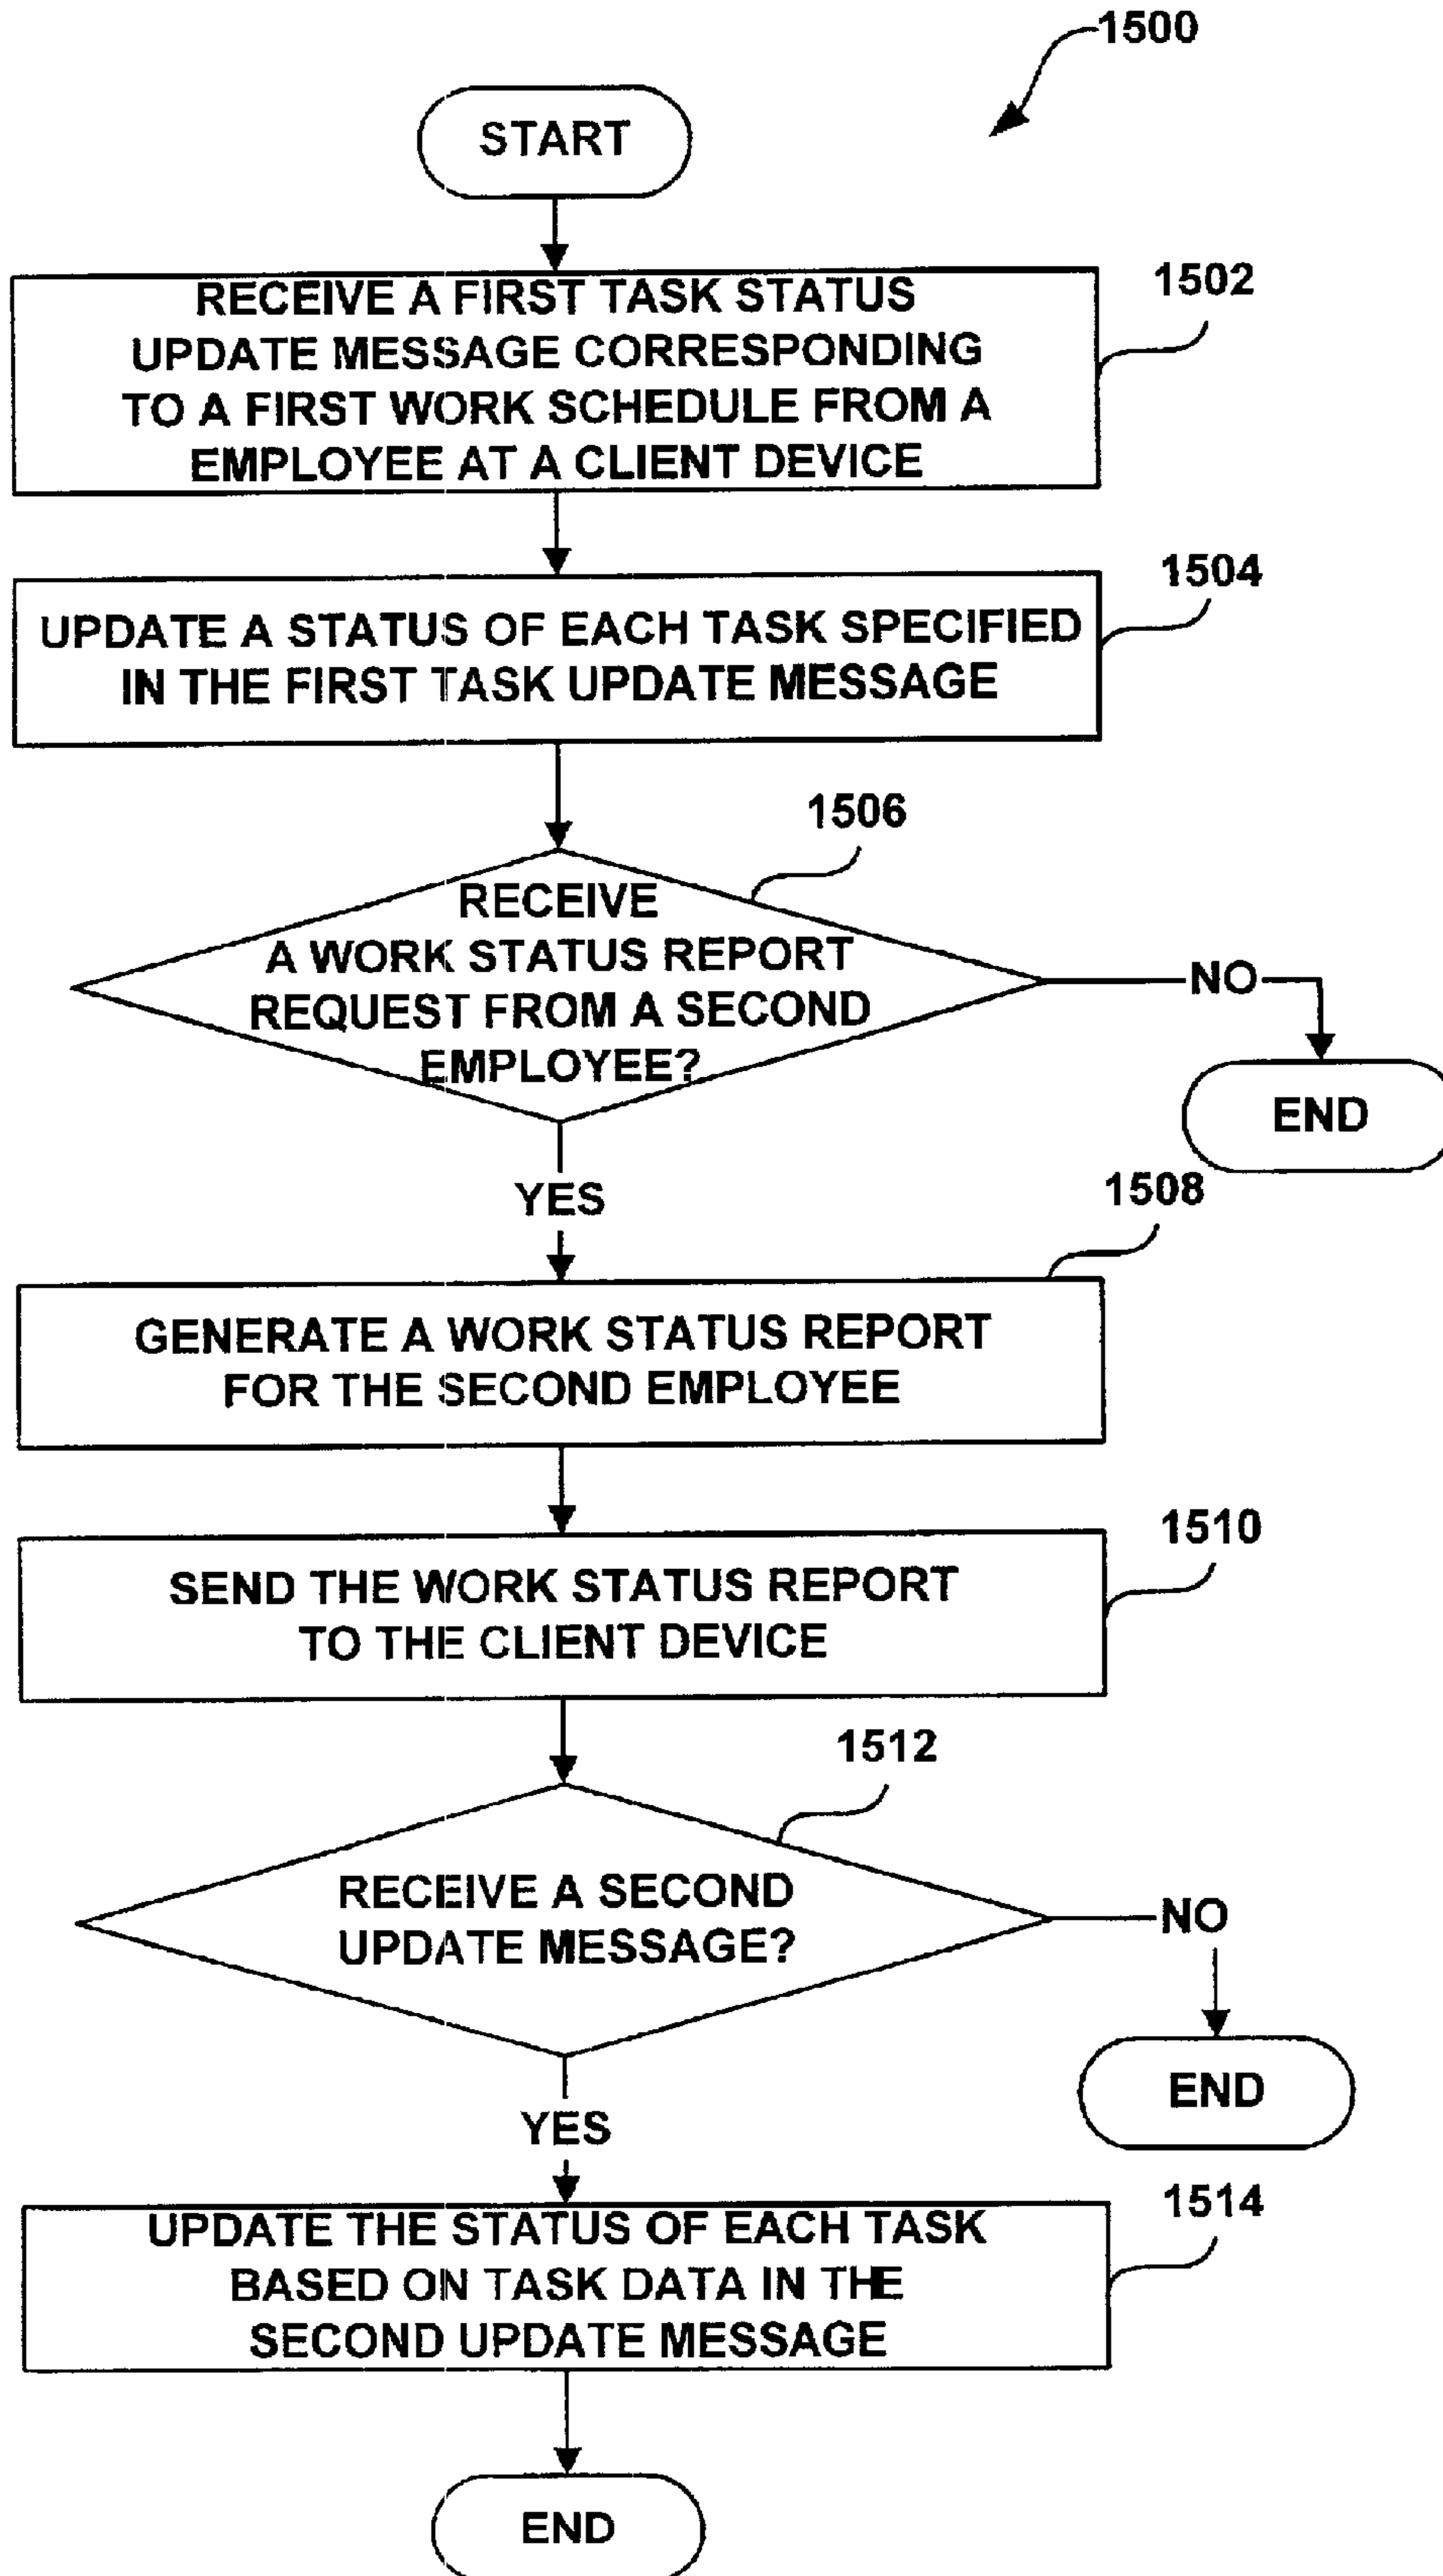 1500
START
RECEIVE A FIRST TASK STATUS
UPDATE MESSAGE CORRESPONDING
TO A FIRST WORK SCHEDULE FROM A
EMPLOYEE AT A CLIENT DEVICE
1502
UPDATE A STATUS OF EACH TASK SPECIFIED
IN THE FIRST TASK UPDATE MESSAGE
1504
1506
RECEIVE
A WORK STATUS REPORT
REQUEST FROM A SECOND
EMPLOYEE?
NO
END
YES
1508
GENERATE A WORK STATUS REPORT
FOR THE SECOND EMPLOYEE
1510
SEND THE WORK STATUS REPORT
TO THE CLIENT DEVICE
1512
RECEIVE A SECOND
UPDATE MESSAGE?
NO
END
YES
1514
UPDATE THE STATUS OF EACH TASK
BASED ON TASK DATA IN THE
SECOND UPDATE MESSAGE
END